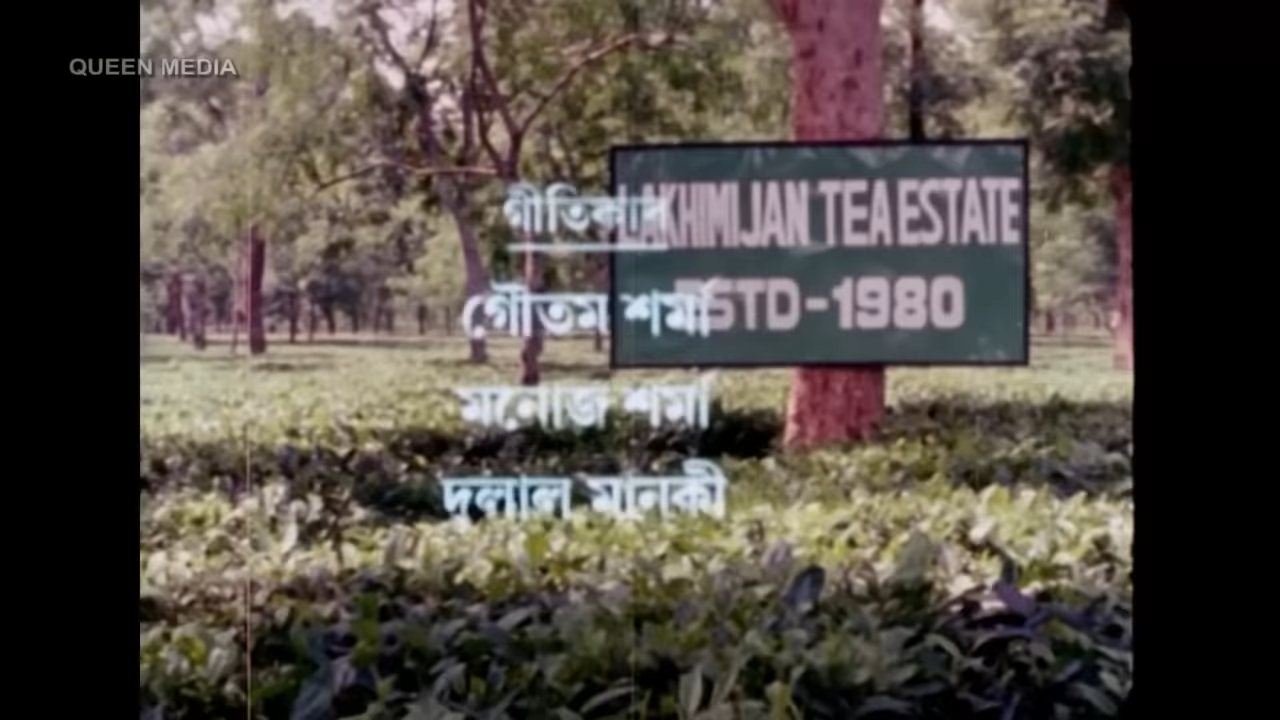 QUEEN MEDIA
গীতিকাৰ
LAKHIMIJAN TEA ESTATE
ESTD-1980
গৌতম শৰ্মা
মনোজ শৰ্মা
দুলাল মানকী